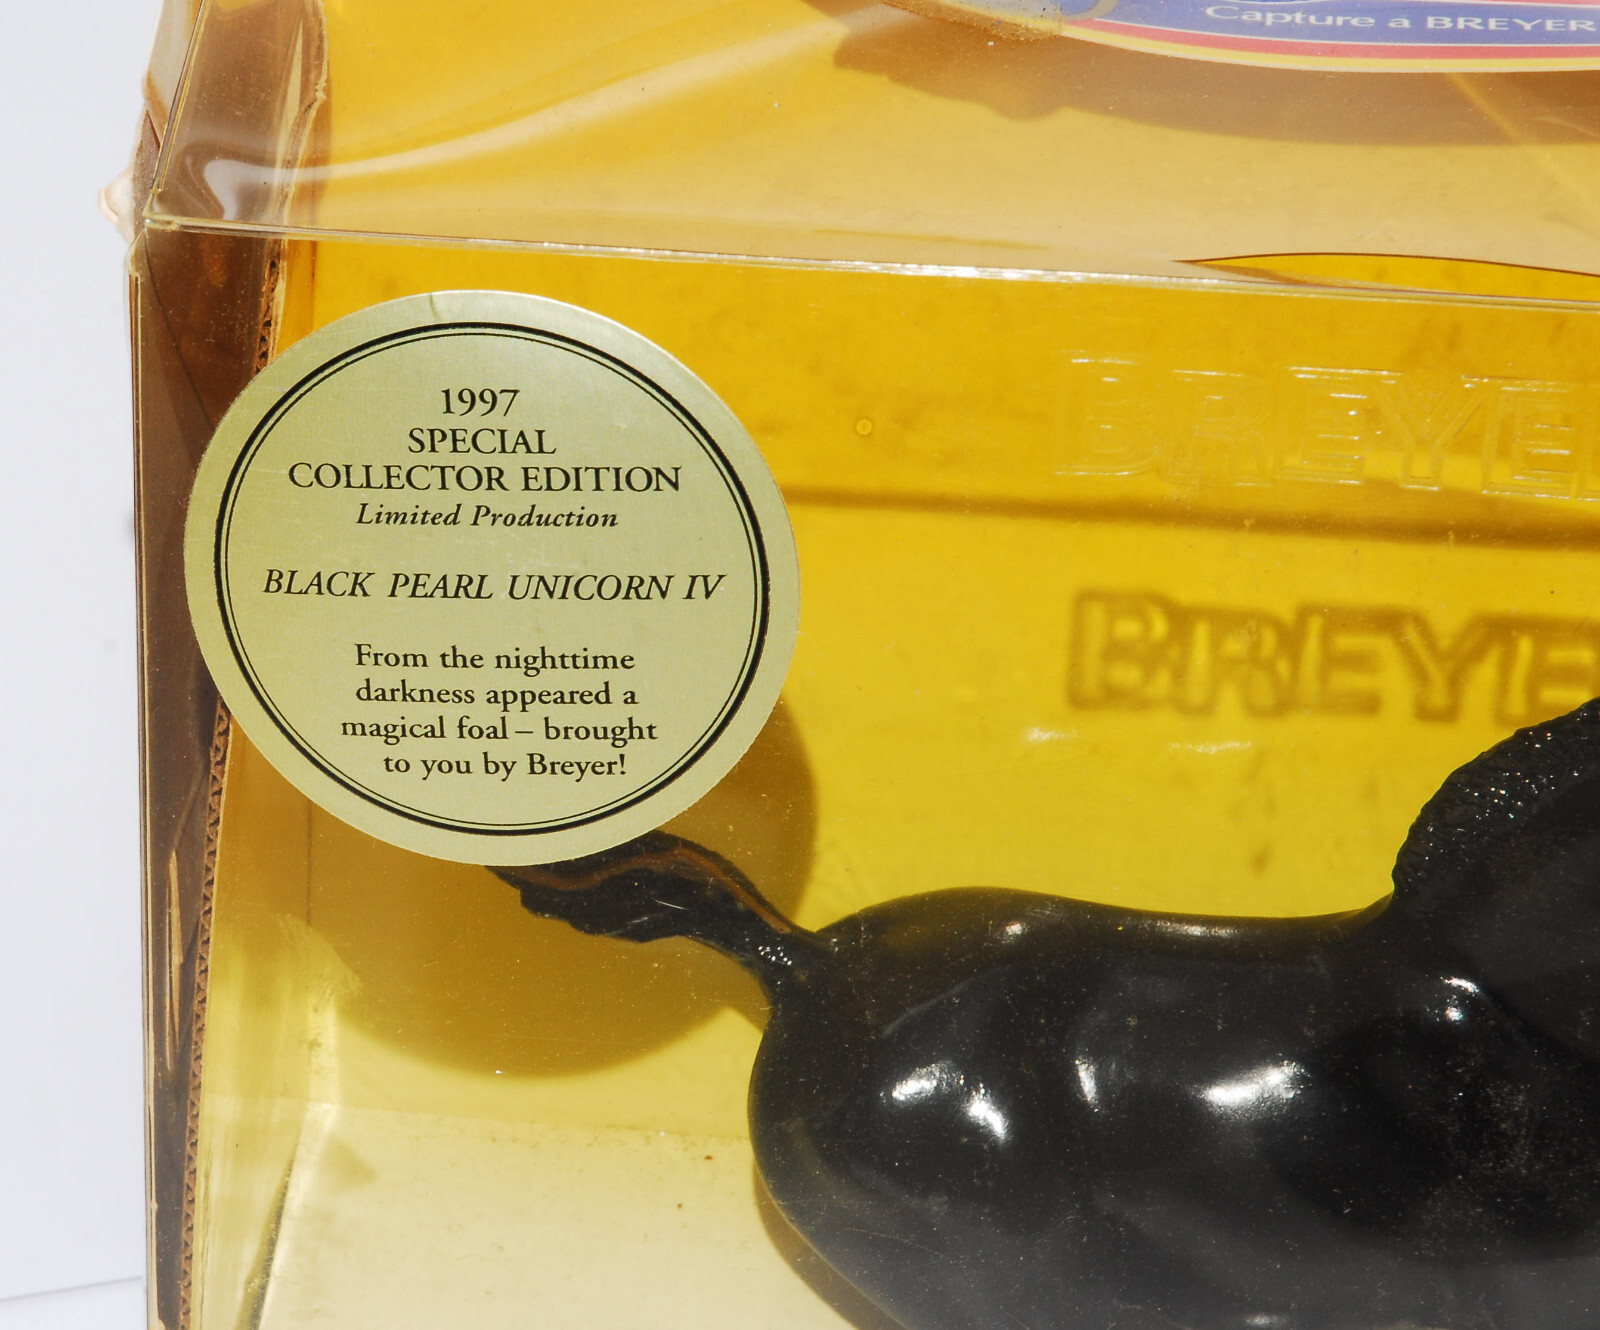 Capture a BREYER
1997
SPECIAL
COLLECTOR EDITION
Limited Production
BLACK PEARL UNICORN IV
From the nighttime
darkness appeared a
magical foal – brought
to you by Breyer!
BREYE
BREYE